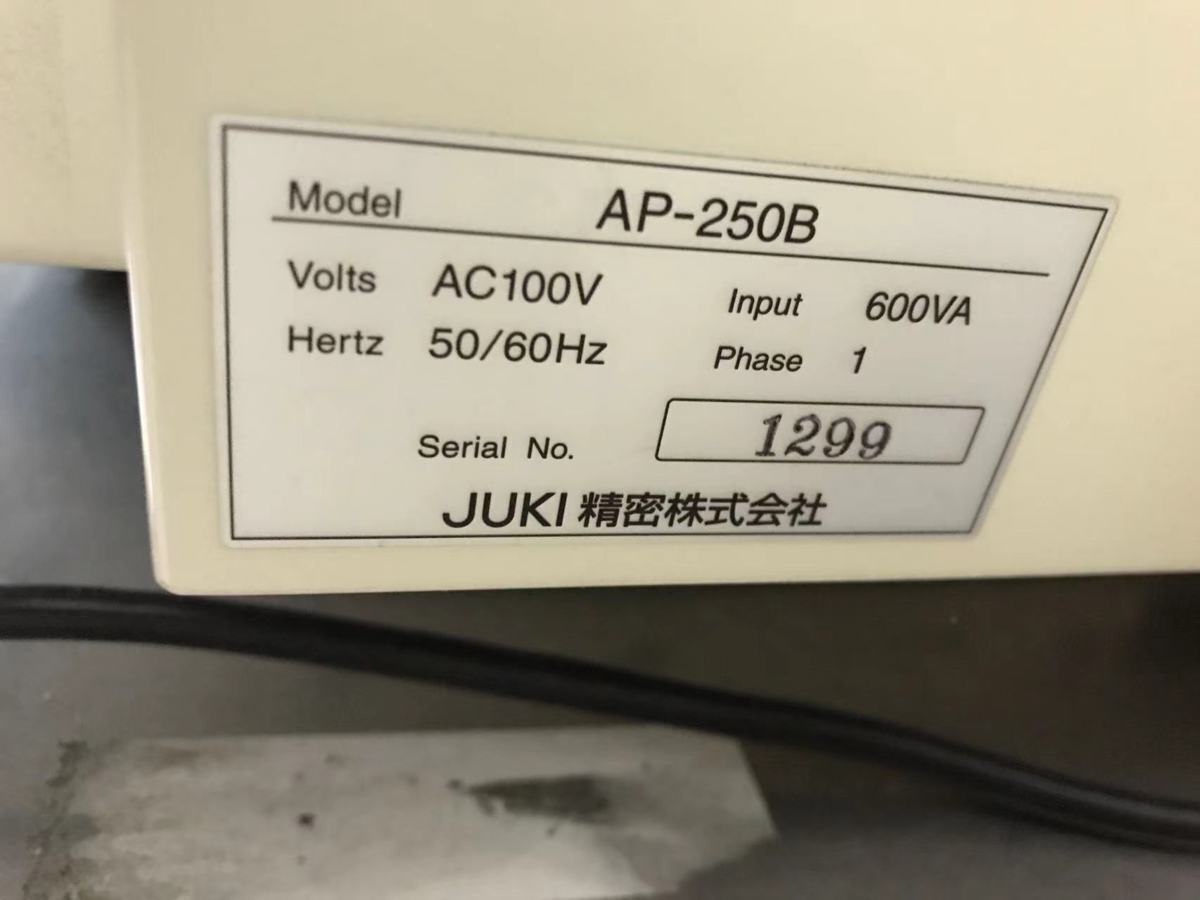 Model AP-250B
Volts AC100V Input 600VA
Hertz 50/60Hz Phase 1
Serial No. 1299
JUKI 精密株式会社